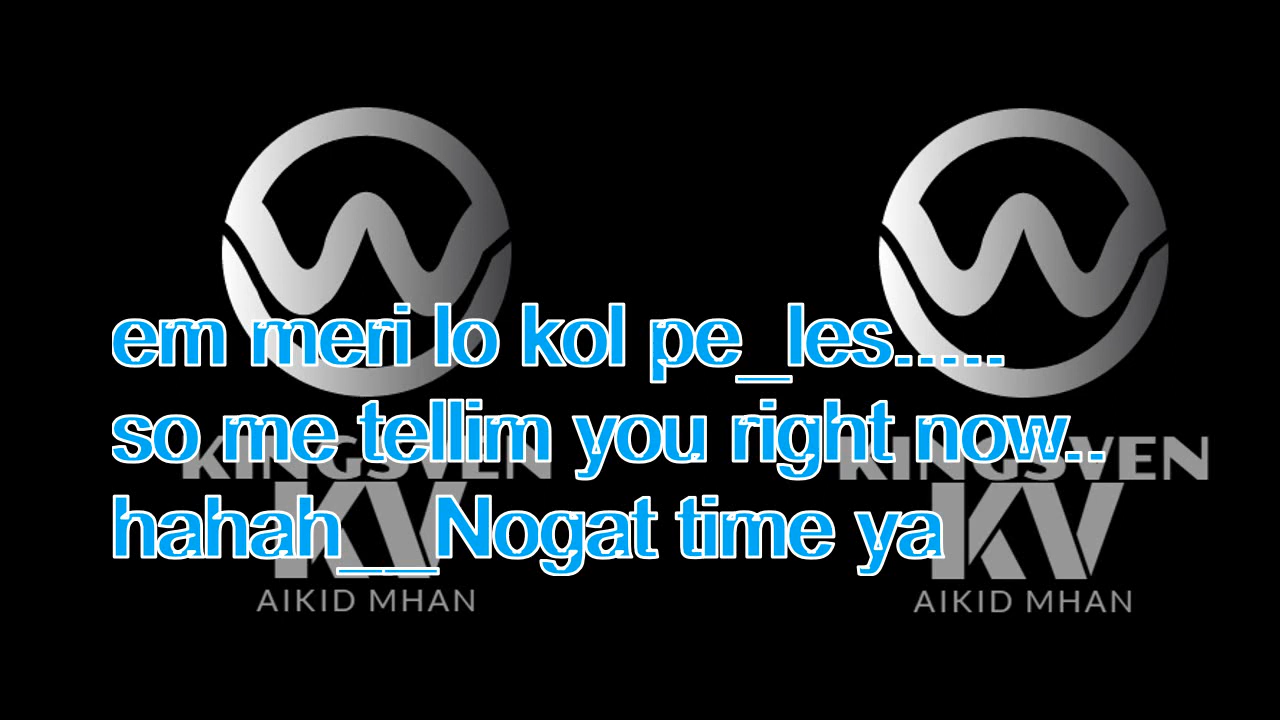 em meri lo kol pe_les.....
so me tellim you right now..
hahah__Nogat time ya
KINGSVEN
KV
AIKID MHAN
KINGSVEN
KV
AIKID MHAN